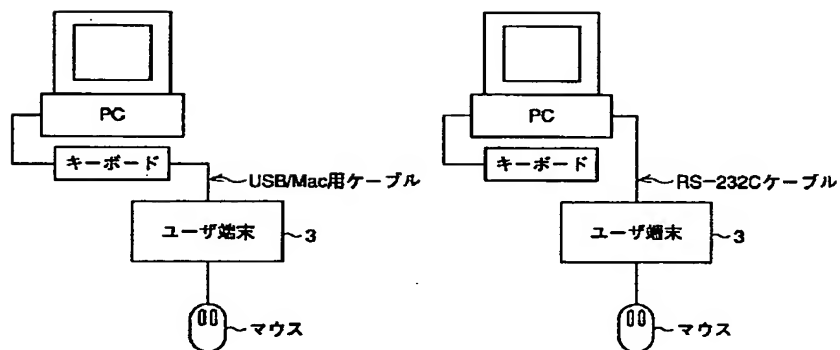 PC
キーボード
USB/Mac用ケーブル
ユーザ端末
3
マウス
PC
キーボード
RS-232Cケーブル
ユーザ端末
3
マウス